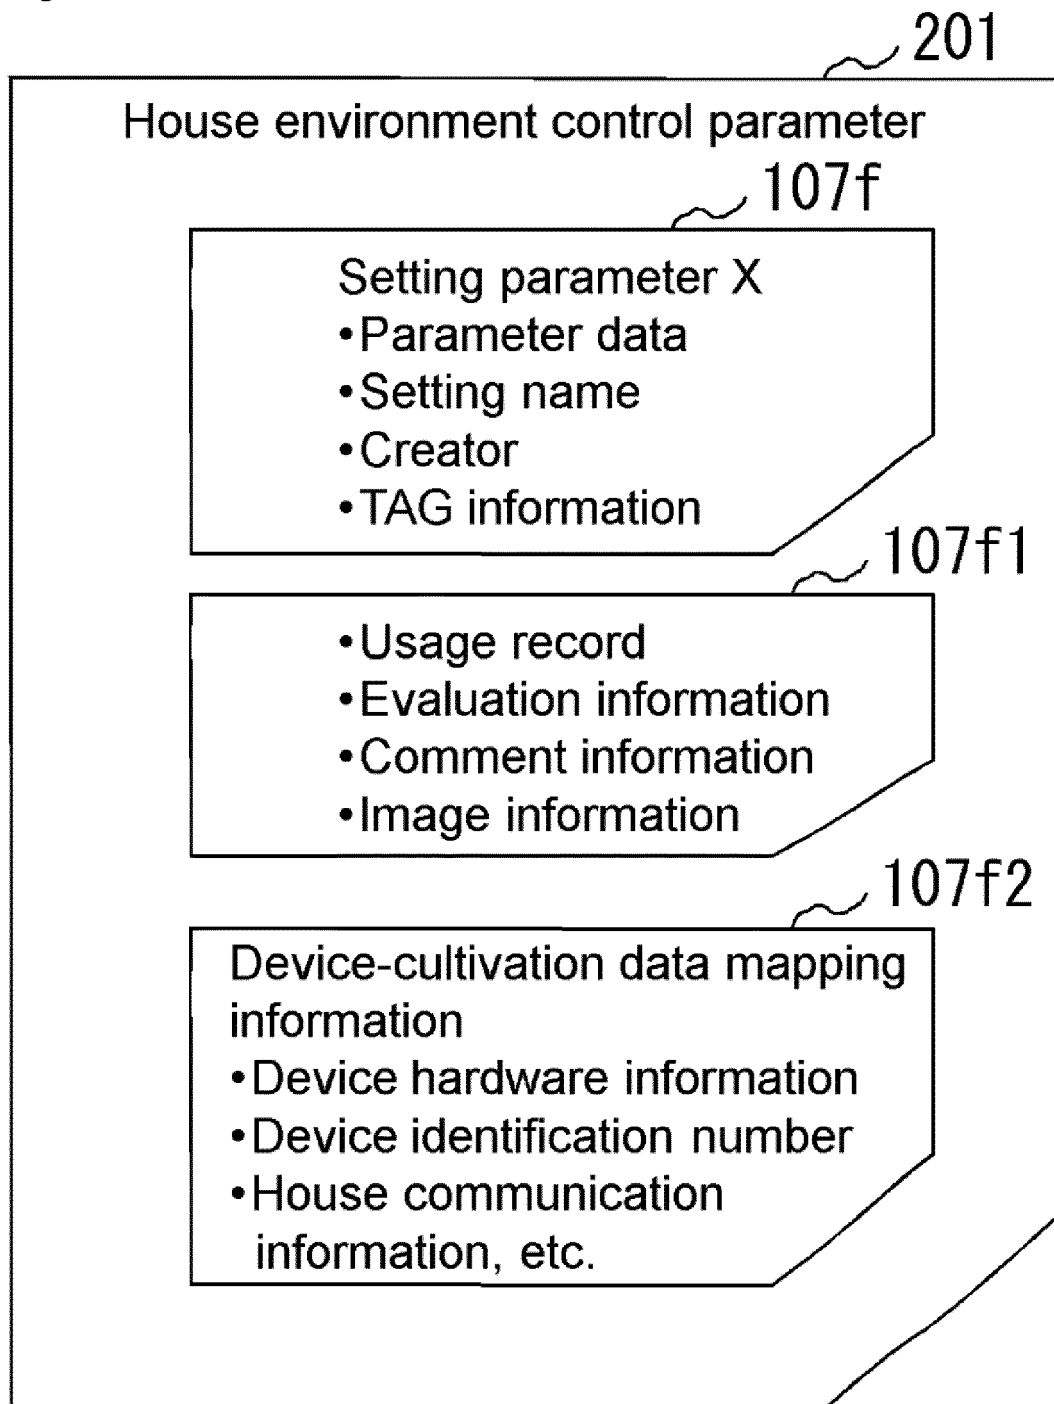 201
House environment control parameter
107f
Setting parameter X
•Parameter data
•Setting name
•Creator
•TAG information
107f1
•Usage record
•Evaluation information
•Comment information
•Image information
107f2
Device-cultivation data mapping
information
•Device hardware information
•Device identification number
•House communication
information, etc.